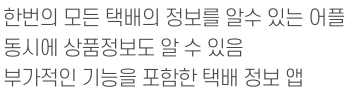 한번의 모든 택배의 정보를 알수 있는 어플
동시에 상품정보도 알 수 있음
부가적인 기능을 포함한 택배 정보 앱